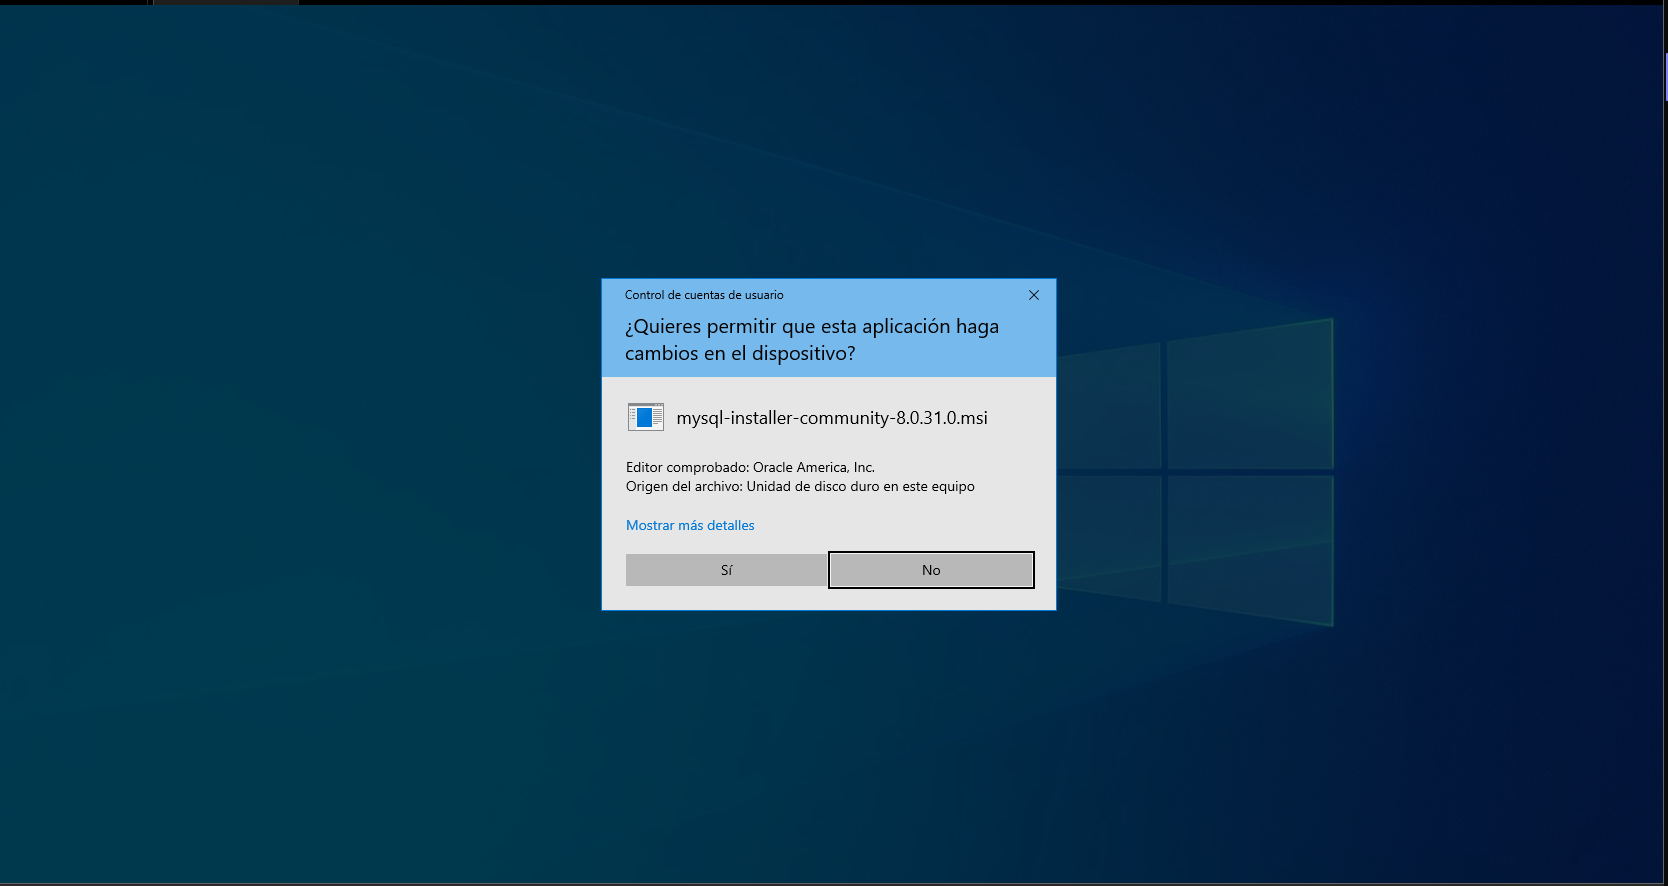 Control de cuentas de usuario
¿Quieres permitir que esta aplicación haga
cambios en el dispositivo?
mysql-installer-community-8.0.31.0.msi
Editor comprobado: Oracle America, Inc.
Origen del archivo: Unidad de disco duro en este equipo
Mostrar más detalles
Sí
No